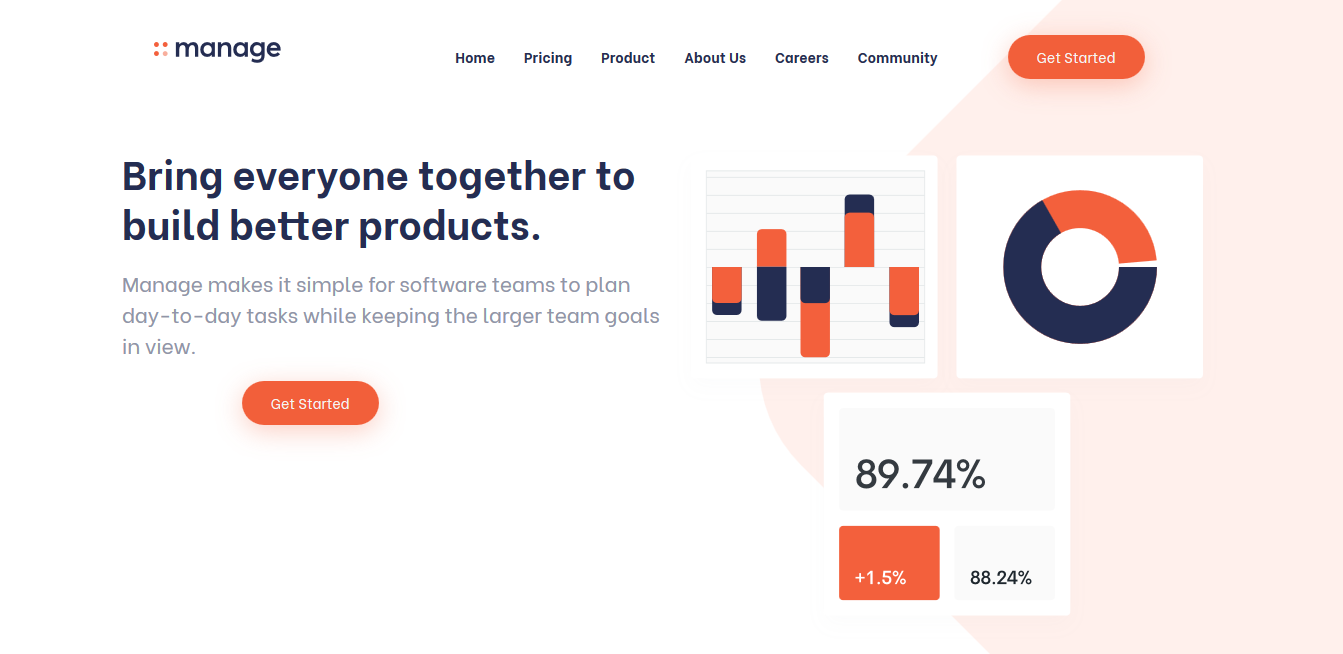 manage
Home Pricing Product About Us Careers Community
Get Started
Bring everyone together to
build better products.
Manage makes it simple for software teams to plan
day-to-day tasks while keeping the larger team goals
in view.
Get Started
89.74%
+1.5%
88.24%